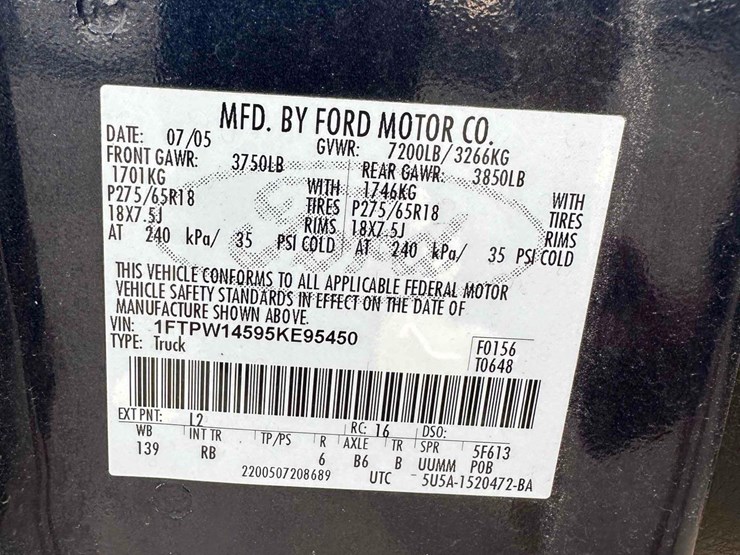 MFD. BY FORD MOTOR CO.
DATE: 07/05 GVWR: 7200LB/3266KG
FRONT GAWR: 3750LB REAR GAWR: 3850LB
1701KG WITH 1746KG WITH
P275/65R18 TIRES P275/65R18 TIRES
18X7.5J RIMS 18X7.5J RIMS
AT 240 kPa/ 35 PSI COLD AT 240 kPa/ 35 PSI COLD
THIS VEHICLE CONFORMS TO ALL APPLICABLE FEDERAL MOTOR
VEHICLE SAFETY STANDARDS IN EFFECT ON THE DATE OF
MANUFACTURE SHOWN ABOVE.
VIN: 1FTPW14595KE95450 F0156
TYPE: Truck T0648
EXT PNT: L2 RC: 16 DSO:
WB INT TR TP/PS R AXLE TR SPR 5F613
139 RB 6 B6 B UUMM POB
2200507208689 UTC 5U5A-1520472-BA